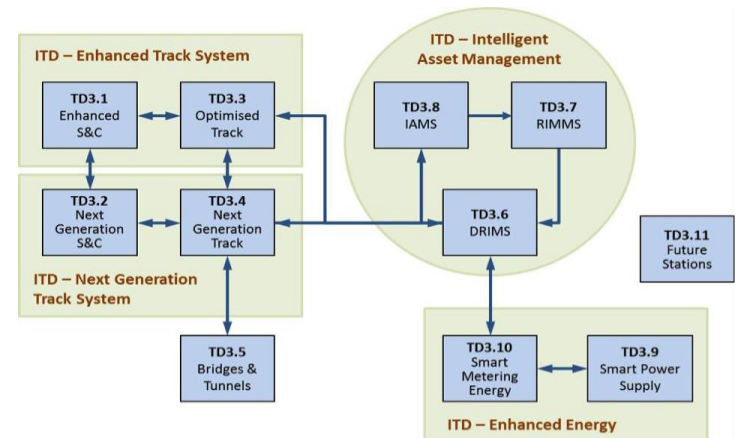 ITD – Enhanced Track System
TD3.1
Enhanced
S&C
TD3.3
Optimised
Track
TD3.2
Next
Generation
S&C
TD3.4
Next
Generation
Track
ITD – Next Generation
Track System
TD3.5
Bridges &
Tunnels
ITD – Intelligent
Asset Management
TD3.8
IAMS
TD3.7
RIMMS
TD3.6
DRIMS
TD3.11
Future
Stations
TD3.10
Smart
Metering
Energy
TD3.9
Smart Power
Supply
ITD – Enhanced Energy